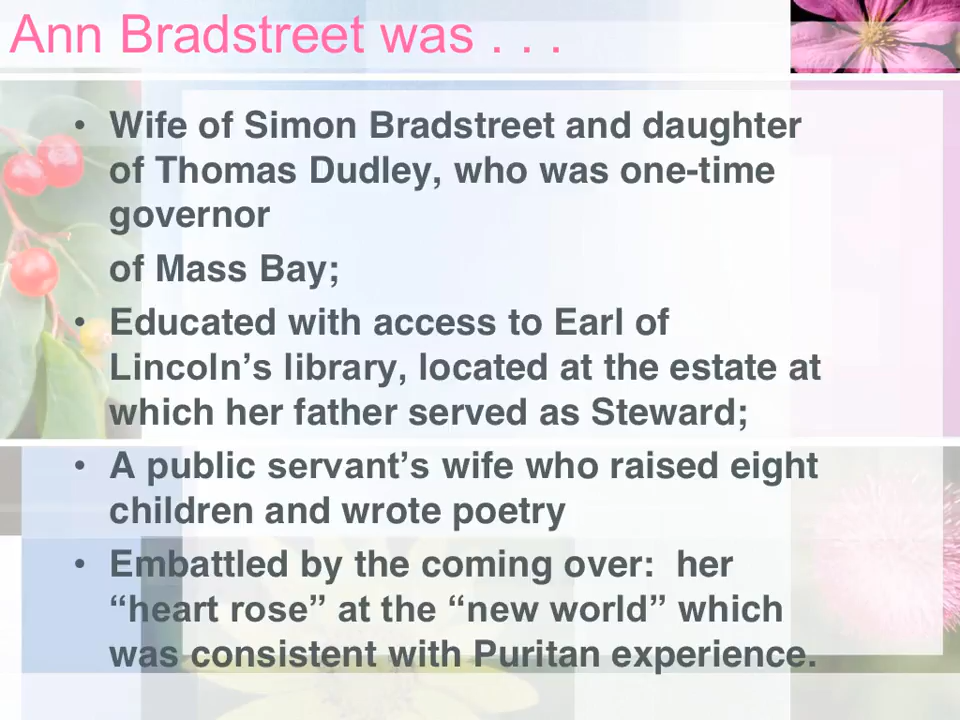 Ann Bradstreet was . . .
• Wife of Simon Bradstreet and daughter
of Thomas Dudley, who was one-time
governor
of Mass Bay;
• Educated with access to Earl of
Lincoln’s library, located at the estate at
which her father served as Steward;
• A public servant’s wife who raised eight
children and wrote poetry
• Embattled by the coming over:  her
“heart rose” at the “new world” which
was consistent with Puritan experience.